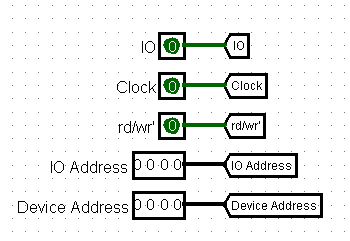 IO 0 IO
Clock 0 Clock
rd/wr' 0 rd/wr'
IO Address 0 0 0 0 IO Address
Device Address 0 0 0 0 Device Address